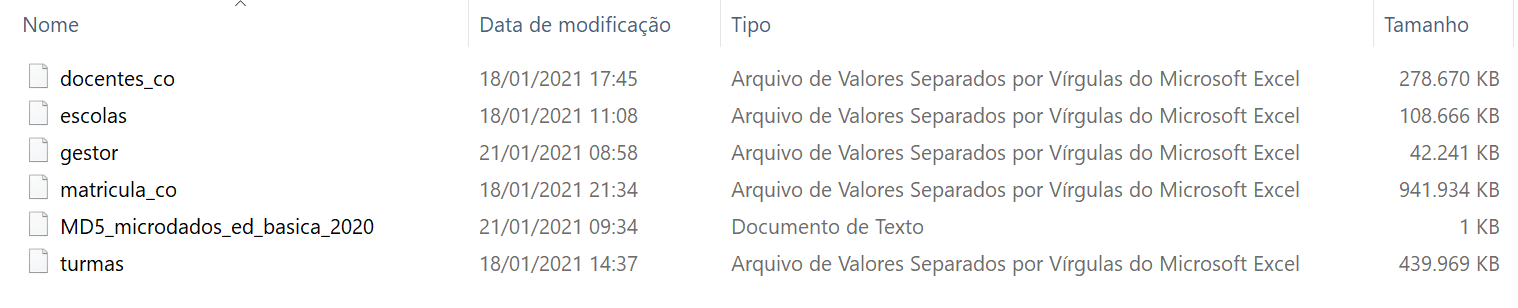 Nome Data de modificação Tipo Tamanho
docentes_co 18/01/2021 17:45 Arquivo de Valores Separados por Vírgulas do Microsoft Excel 278.670 KB
escolas 18/01/2021 11:08 Arquivo de Valores Separados por Vírgulas do Microsoft Excel 108.666 KB
gestor 21/01/2021 08:58 Arquivo de Valores Separados por Vírgulas do Microsoft Excel 42.241 KB
matricula_co 18/01/2021 21:34 Arquivo de Valores Separados por Vírgulas do Microsoft Excel 941.934 KB
MD5_microdados_ed_basica_2020 21/01/2021 09:34 Documento de Texto 1 KB
turmas 18/01/2021 14:37 Arquivo de Valores Separados por Vírgulas do Microsoft Excel 439.969 KB